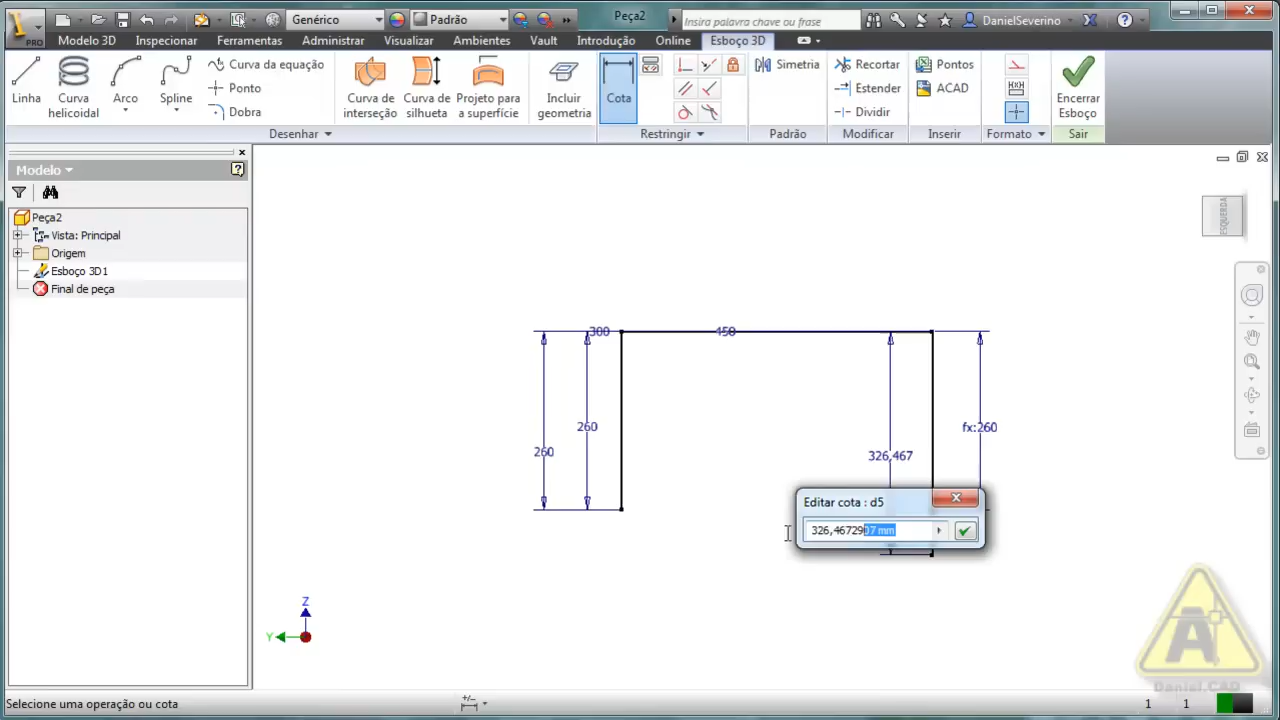 PRO
Genérico
Padrão
Peça2
Insira palavra chave ou frase
DanielSeverino
Modelo 3D
Inspecionar
Ferramentas
Administrar
Visualizar
Ambientes
Vault
Introdução
Online
Esboço 3D
Linha
Curva helicoidal
Arco
Spline
Curva da equação
Ponto
Dobra
Curva de interseção
Curva de silhueta
Projeto para a superfície
Incluir geometria
Cota
Simetria
Recortar
Estender
Dividir
Pontos
ACAD
Encerrar Esboço
Desenhar
Restringir
Padrão
Modificar
Inserir
Formato
Sair
Modelo
Peça2
Vista: Principal
Origem
Esboço 3D1
Final de peça
ESQUERDA
300
450
260
260
326,467
fx:260
Editar cota : d5
326,4672907 mm
Z
Y
A
Daniel.CAD
Selecione uma operação ou cota
1
1